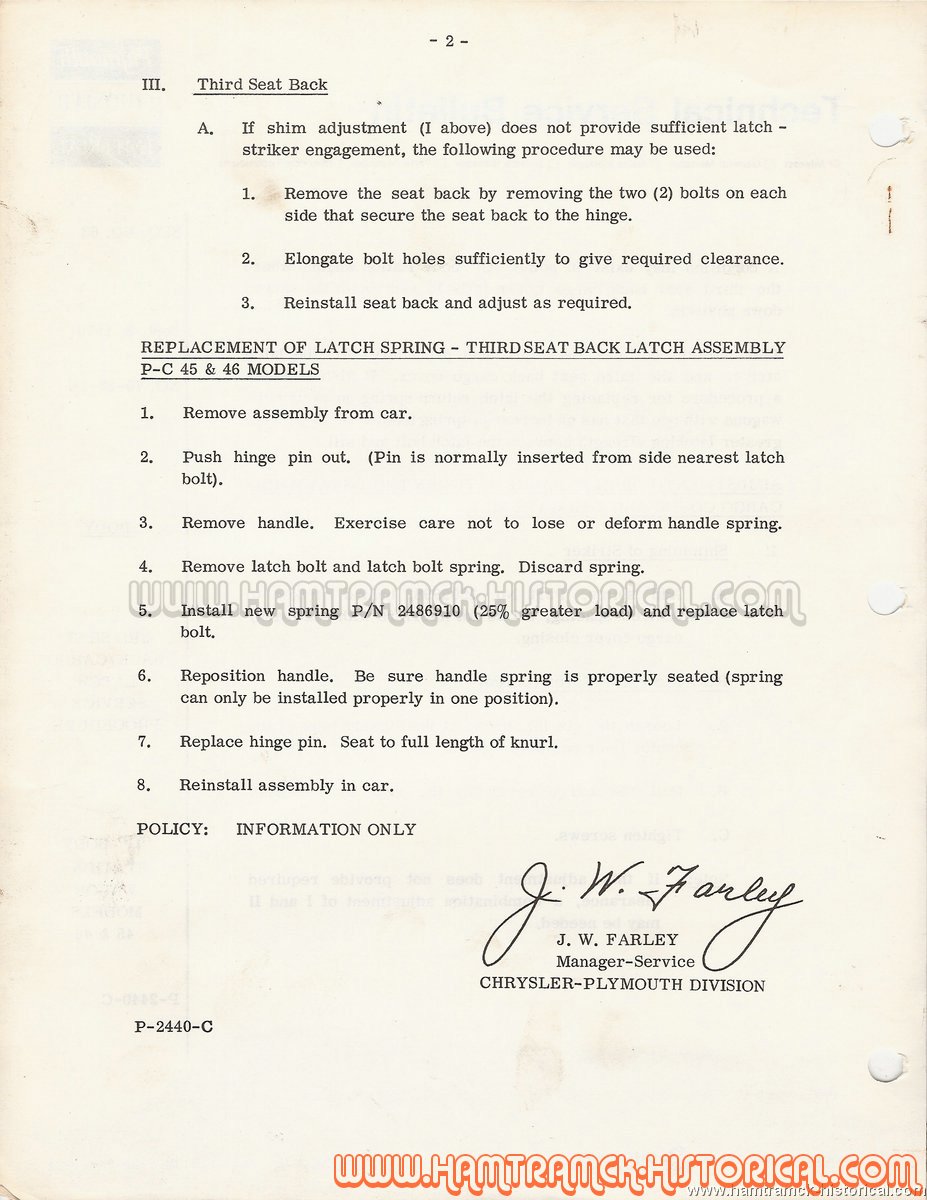 - 2 -
III. Third Seat Back
A. If shim adjustment (I above) does not provide sufficient latch -
striker engagement, the following procedure may be used:
1. Remove the seat back by removing the two (2) bolts on each
side that secure the seat back to the hinge.
2. Elongate bolt holes sufficiently to give required clearance.
3. Reinstall seat back and adjust as required.
REPLACEMENT OF LATCH SPRING - THIRD SEAT BACK LATCH ASSEMBLY
P-C 45 & 46 MODELS
1. Remove assembly from car.
2. Push hinge pin out. (Pin is normally inserted from side nearest latch
bolt).
3. Remove handle. Exercise care not to lose or deform handle spring.
4. Remove latch bolt and latch bolt spring. Discard spring.
WWW.HAMTRAMCK-HISTORICAL.COM
5. Install new spring P/N 2486910 (25% greater load) and replace latch
bolt.
6. Reposition handle. Be sure handle spring is properly seated (spring
can only be installed properly in one position).
7. Replace hinge pin. Seat to full length of knurl.
8. Reinstall assembly in car.
POLICY: INFORMATION ONLY
J. W. Farley
J. W. FARLEY
Manager-Service
CHRYSLER-PLYMOUTH DIVISION
P-2440-C
WWW.HAMTRAMCK-HISTORICAL.COM
www.hamtramck-historical.com